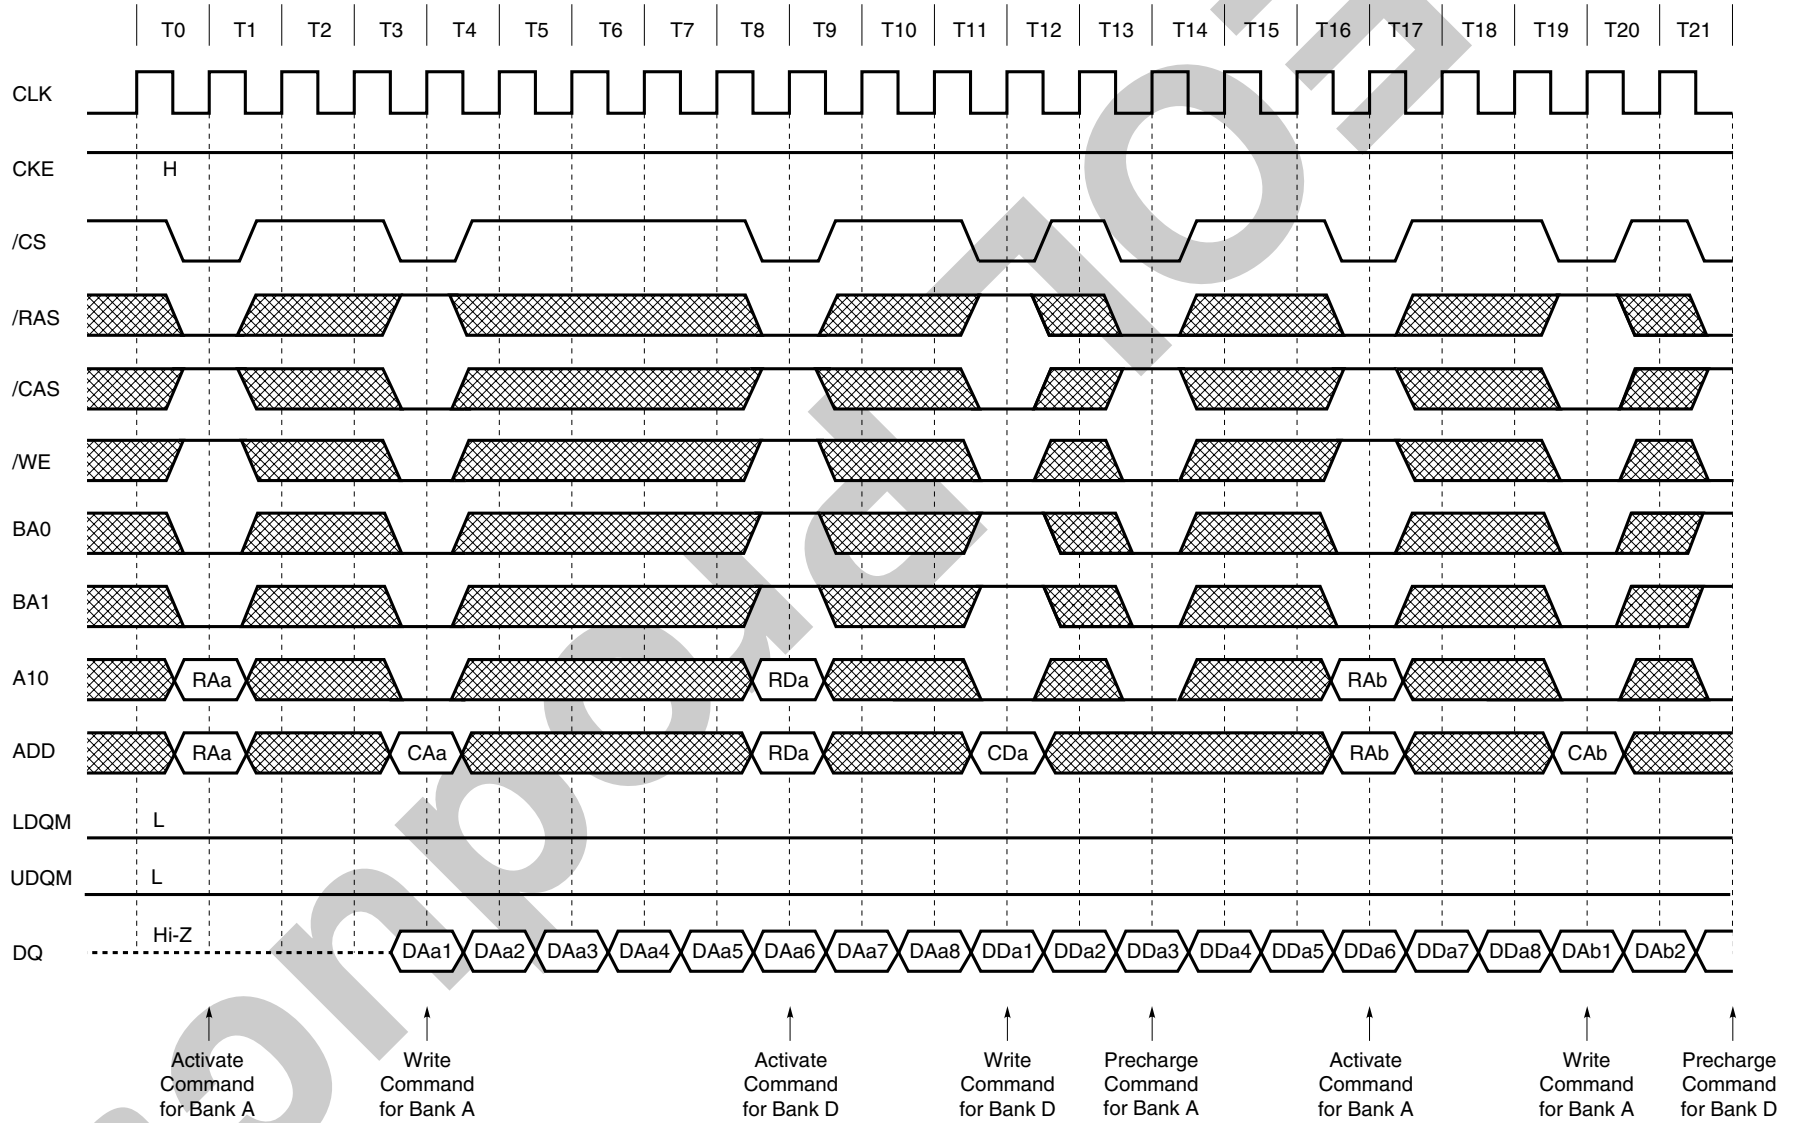 T0 T1 T2 T3 T4 T5 T6 T7 T8 T9 T10 T11 T12 T13 T14 T15 T16 T17 T18 T19 T20 T21
CLK
CKE H
/CS
/RAS
/CAS
/WE
BA0
BA1
A10 RAa RDa RAb
ADD RAa CAa RDa CDa RAb CAb
LDQM L
UDQM L
DQ Hi-Z DAa1 DAa2 DAa3 DAa4 DAa5 DAa6 DAa7 DAa8 DDa1 DDa2 DDa3 DDa4 DDa5 DDa6 DDa7 DDa8 DAb1 DAb2
Activate
Command
for Bank A
Write
Command
for Bank A
Activate
Command
for Bank D
Write
Command
for Bank D
Precharge
Command
for Bank A
Activate
Command
for Bank A
Write
Command
for Bank A
Precharge
Command
for Bank D